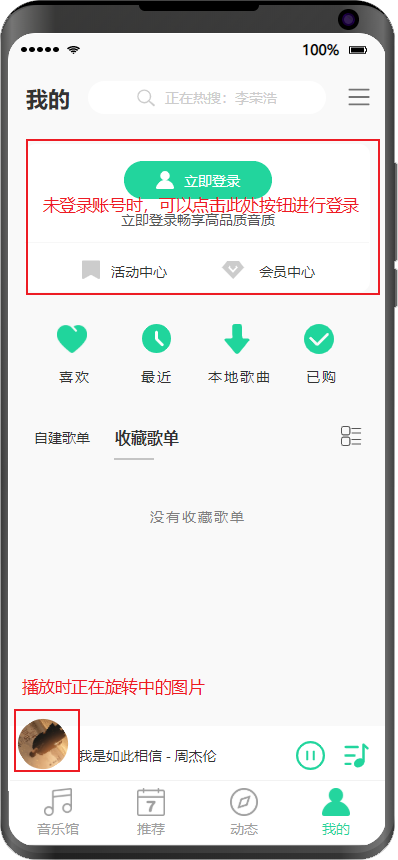 100%
我的
正在热搜：李荣浩
立即登录
未登录账号时，可以点击此处按钮进行登录
立即登录畅享高品质音质
活动中心 会员中心
喜欢 最近 本地歌曲 已购
自建歌单 收藏歌单
没有收藏歌单
播放时正在旋转中的图片
我是如此相信 - 周杰伦
7
音乐馆 推荐 动态 我的